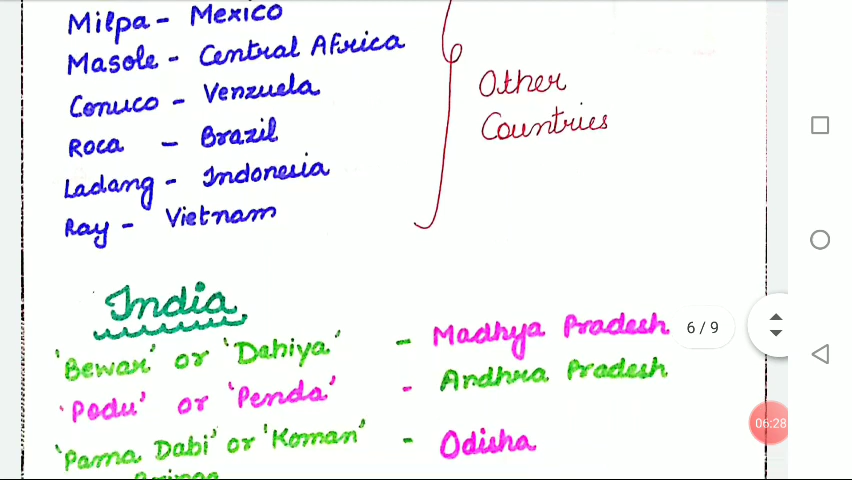 Milpa - Mexico
Masole - Central Africa
Conuco - Venzuela
Roca - Brazil
Ladang - Indonesia
Ray - Vietnam
Other
Countries
India
'Bewar' or 'Dahiya' - Madhya Pradesh
'Podu' or 'Penda' - Andhra Pradesh
'Pama Dabi' or 'Koman' - Odisha
6 / 9
06:28